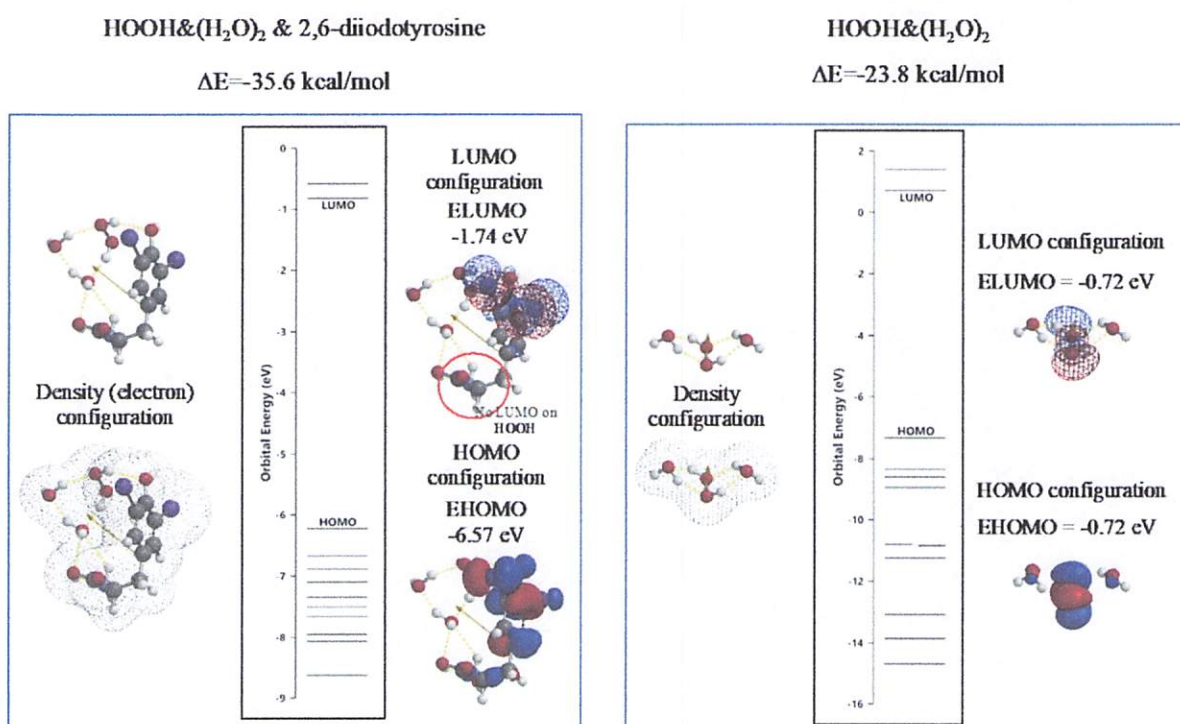 HOOH&(H₂O)₂ & 2,6-diiodotyrosine
ΔE=-35.6 kcal/mol
0
-1
-2
-3
-4
-5
-6
-7
-8
-9
Orbital Energy (eV)
LUMO
HOMO
Density (electron)
configuration
LUMO
configuration
ELUMO
-1.74 eV
No LUMO on
HOOH
HOMO
configuration
EHOMO
-6.57 eV
HOOH&(H₂O)₂
ΔE=-23.8 kcal/mol
2
0
-2
-4
-6
-8
-10
-12
-14
-16
Orbital Energy (eV)
LUMO
HOMO
Density
configuration
LUMO configuration
ELUMO = -0.72 eV
HOMO configuration
EHOMO = -0.72 eV